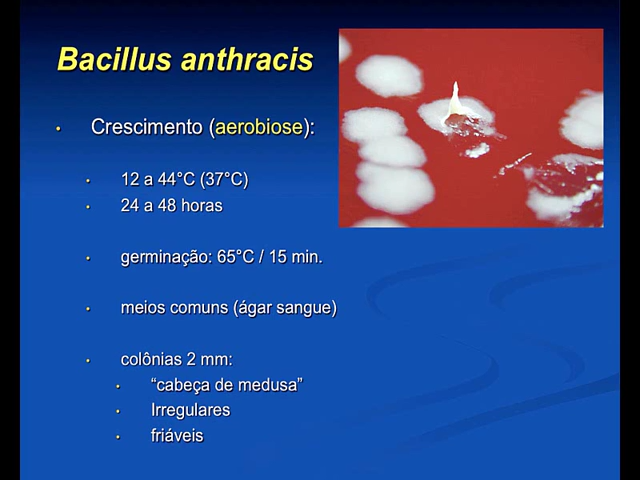 Bacillus anthracis
• Crescimento (aerobiose):
• 12 a 44°C (37°C)
• 24 a 48 horas
• germinação: 65°C / 15 min.
• meios comuns (ágar sangue)
• colônias 2 mm:
• “cabeça de medusa”
• Irregulares
• friáveis